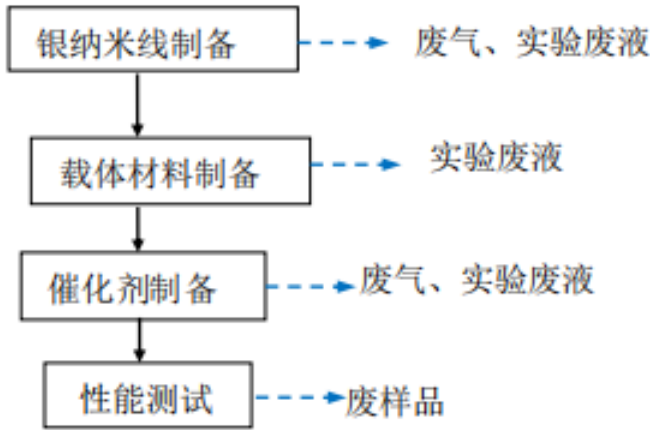 银纳米线制备
废气、实验废液
载体材料制备
实验废液
催化剂制备
废气、实验废液
性能测试
废样品